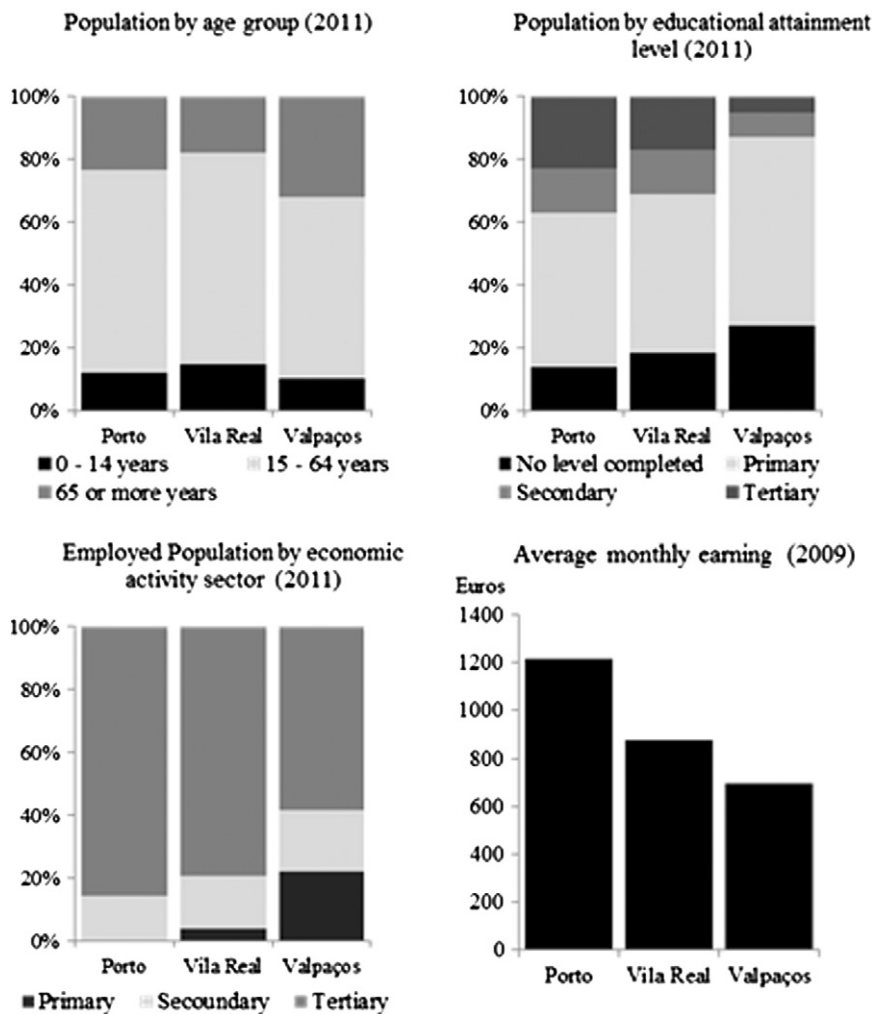 Population by age group (2011)
100%
80%
60%
40%
20%
0%
Porto Vila Real Valpaços
0 - 14 years 15 - 64 years
65 or more years
Population by educational attainment
level (2011)
100%
80%
60%
40%
20%
0%
Porto Vila Real Valpaços
No level completed Primary
Secondary Tertiary
Employed Population by economic
activity sector (2011)
100%
80%
60%
40%
20%
0%
Porto Vila Real Valpaços
Primary Secoundary Tertiary
Average monthly earning (2009)
Euros
1400
1200
1000
800
600
400
200
0
Porto Vila Real Valpaços